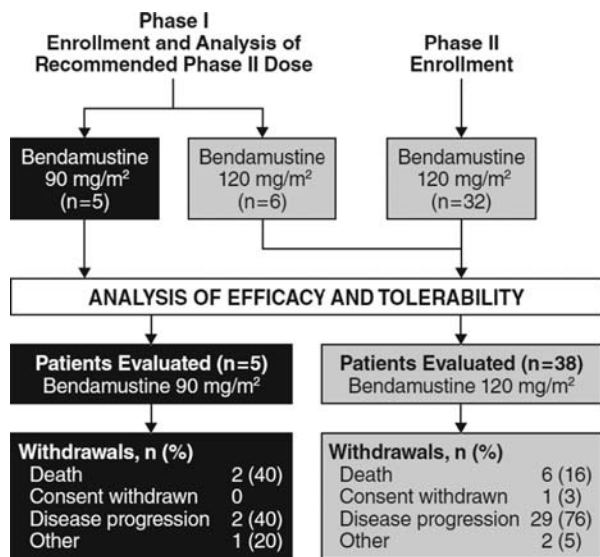 Phase I
Enrollment and Analysis of
Recommended Phase II Dose
Phase II
Enrollment
Bendamustine
90 mg/m²
(n=5)
Bendamustine
120 mg/m²
(n=6)
Bendamustine
120 mg/m²
(n=32)
ANALYSIS OF EFFICACY AND TOLERABILITY
Patients Evaluated (n=5)
Bendamustine 90 mg/m²
Patients Evaluated (n=38)
Bendamustine 120 mg/m²
Withdrawals, n (%)
Death 2 (40)
Consent withdrawn 0
Disease progression 2 (40)
Other 1 (20)
Withdrawals, n (%)
Death 6 (16)
Consent withdrawn 1 (3)
Disease progression 29 (76)
Other 2 (5)